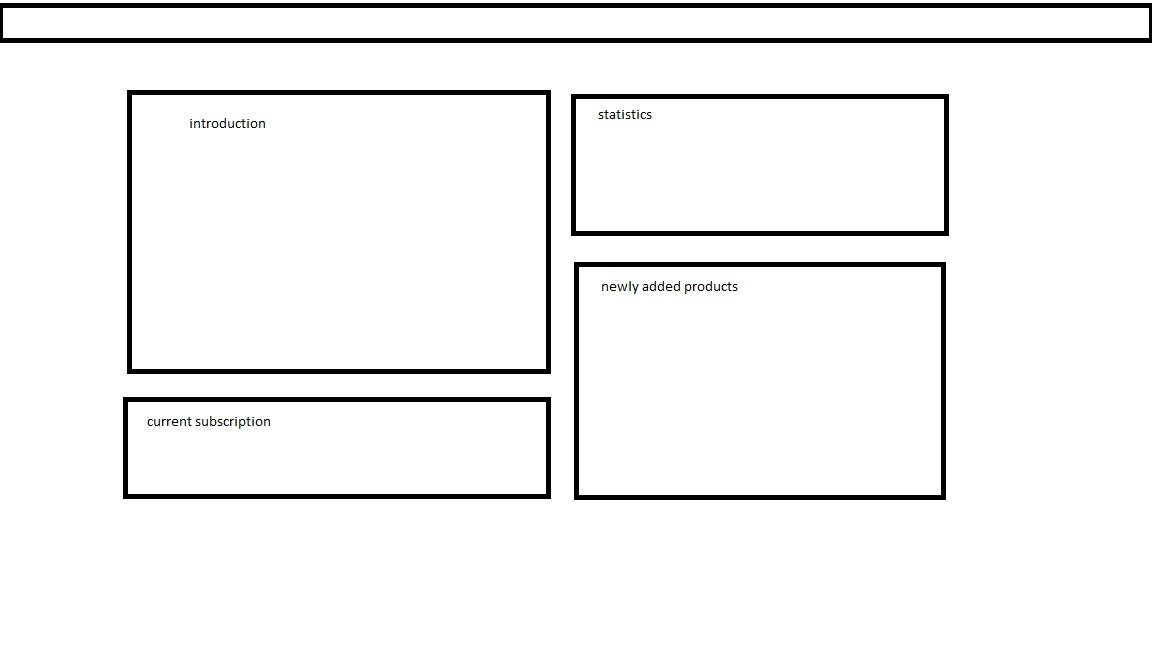 introduction
statistics
newly added products
current subscription